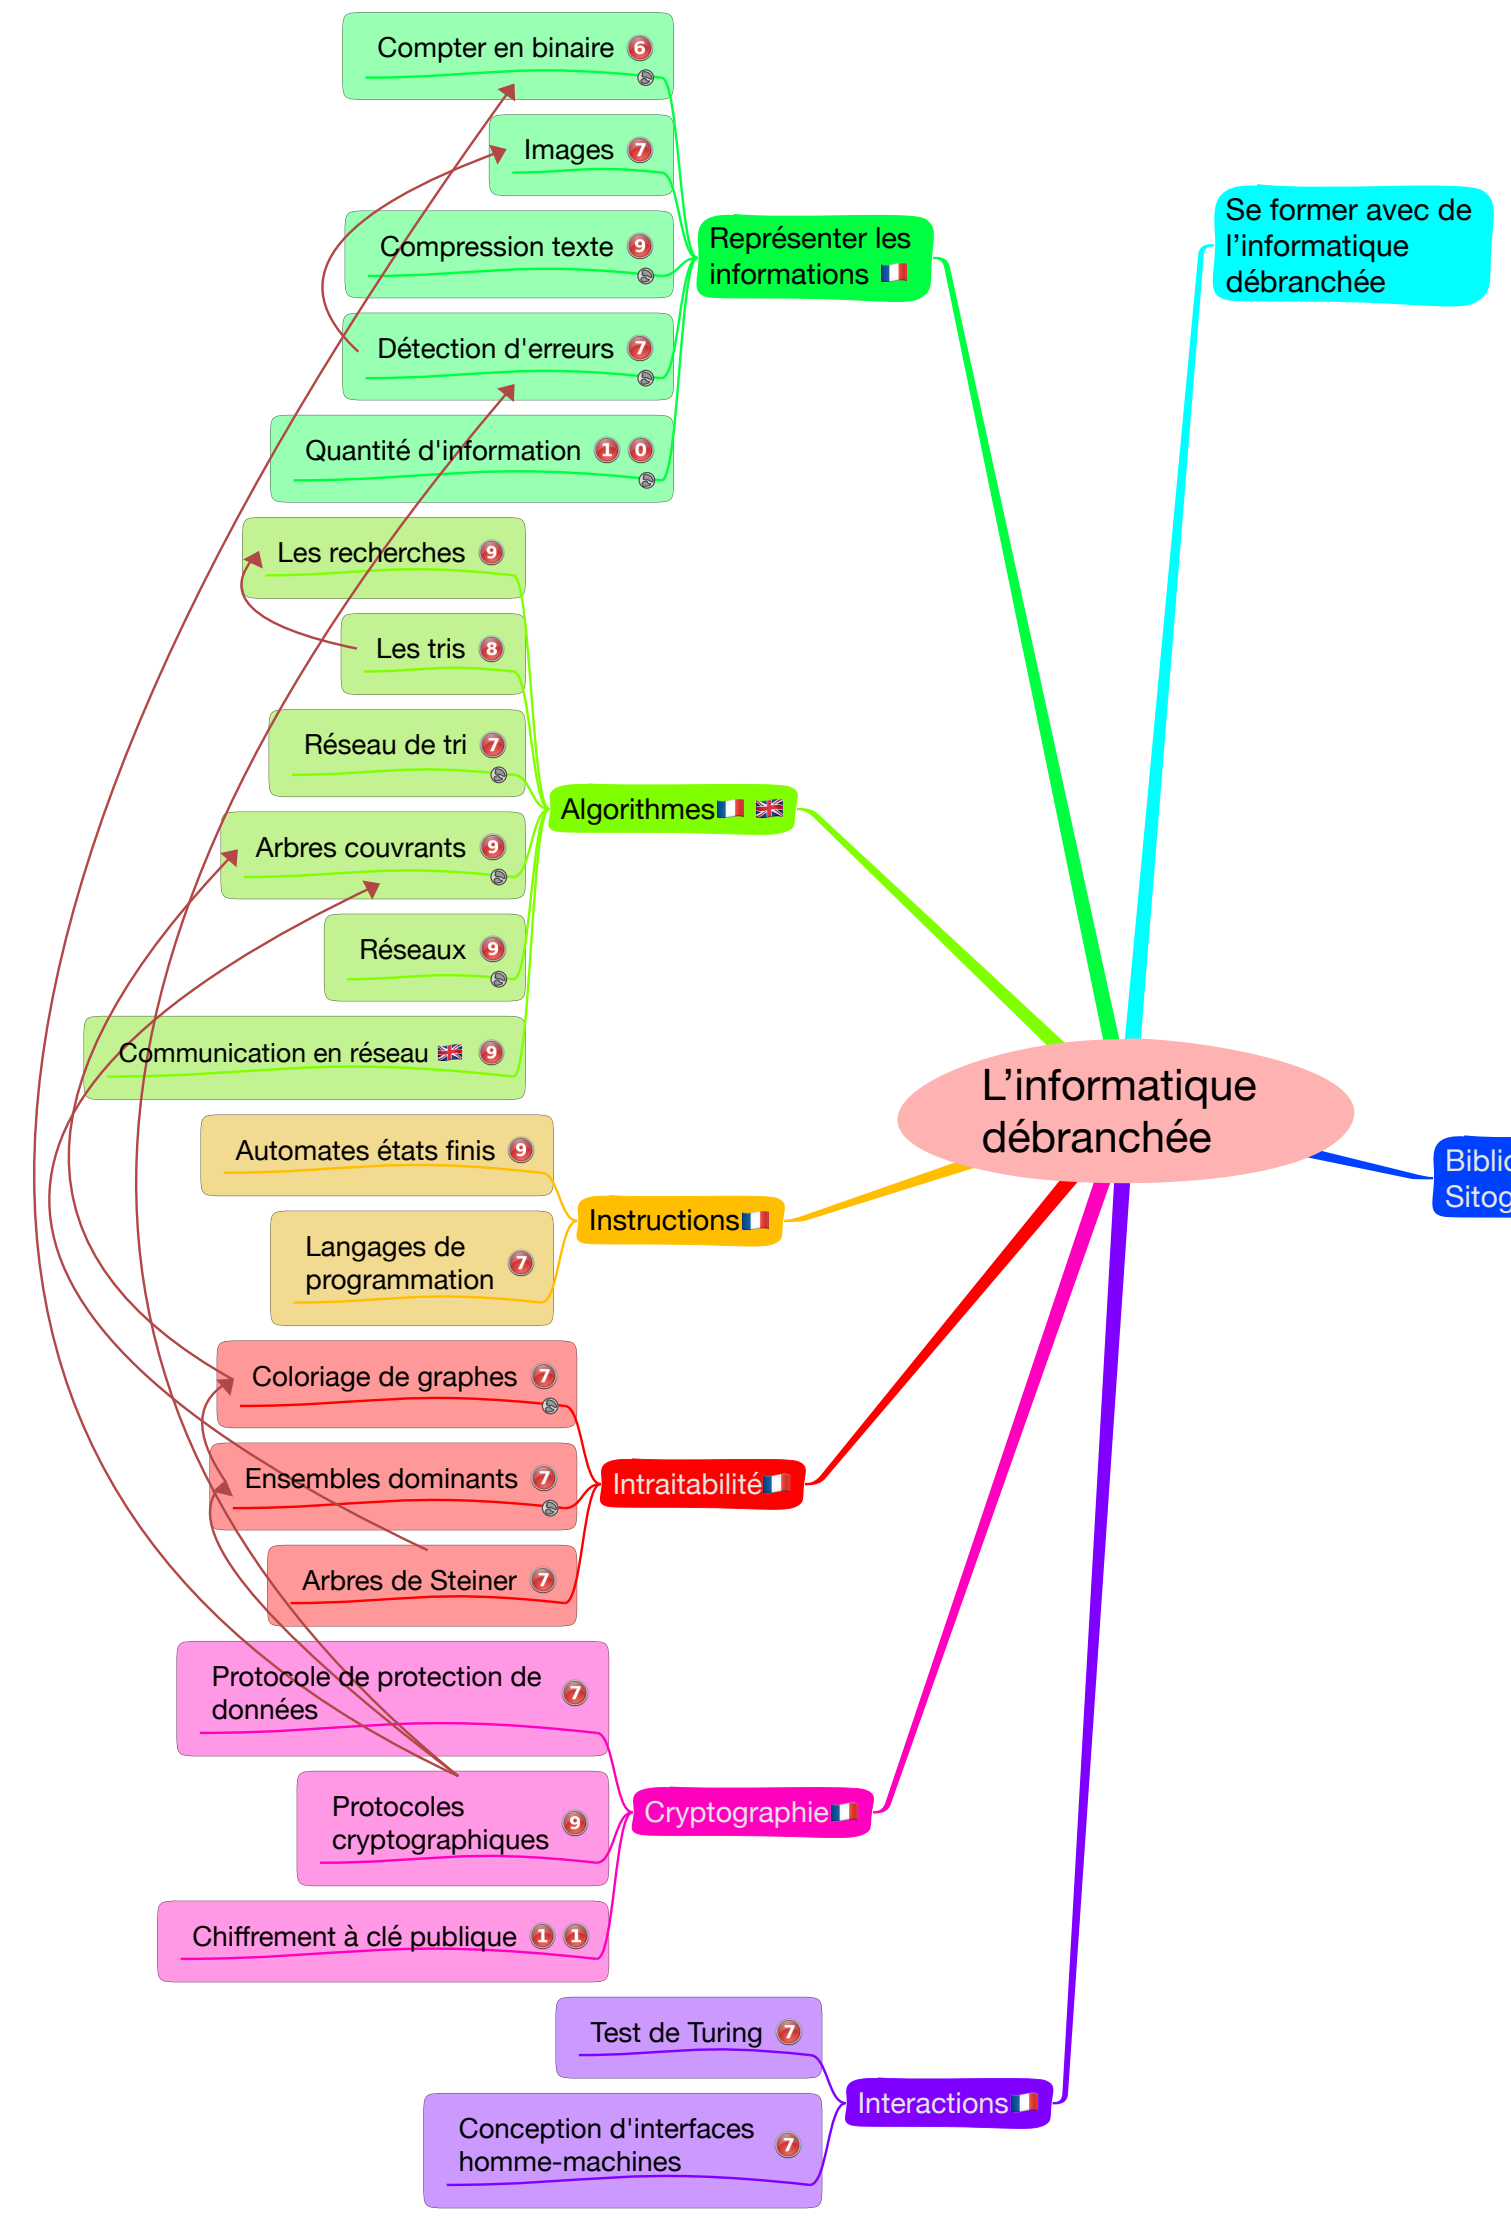 Compter en binaire 6
Images 7
Compression texte 9
Détection d'erreurs 7
Quantité d'information 1 0
Représenter les
informations
Se former avec de
l’informatique
débranchée
Les recherches 9
Les tris 8
Réseau de tri 7
Arbres couvrants 9
Réseaux 9
Communication en réseau 9
Algorithmes
L’informatique
débranchée
Automates états finis 9
Langages de
programmation 7
Instructions
Coloriage de graphes 7
Ensembles dominants 7
Arbres de Steiner 7
Intraitabilité
Protocole de protection de
données 7
Protocoles
cryptographiques 9
Chiffrement à clé publique 1 1
Cryptographie
Test de Turing 7
Conception d'interfaces
homme-machines 7
Interactions